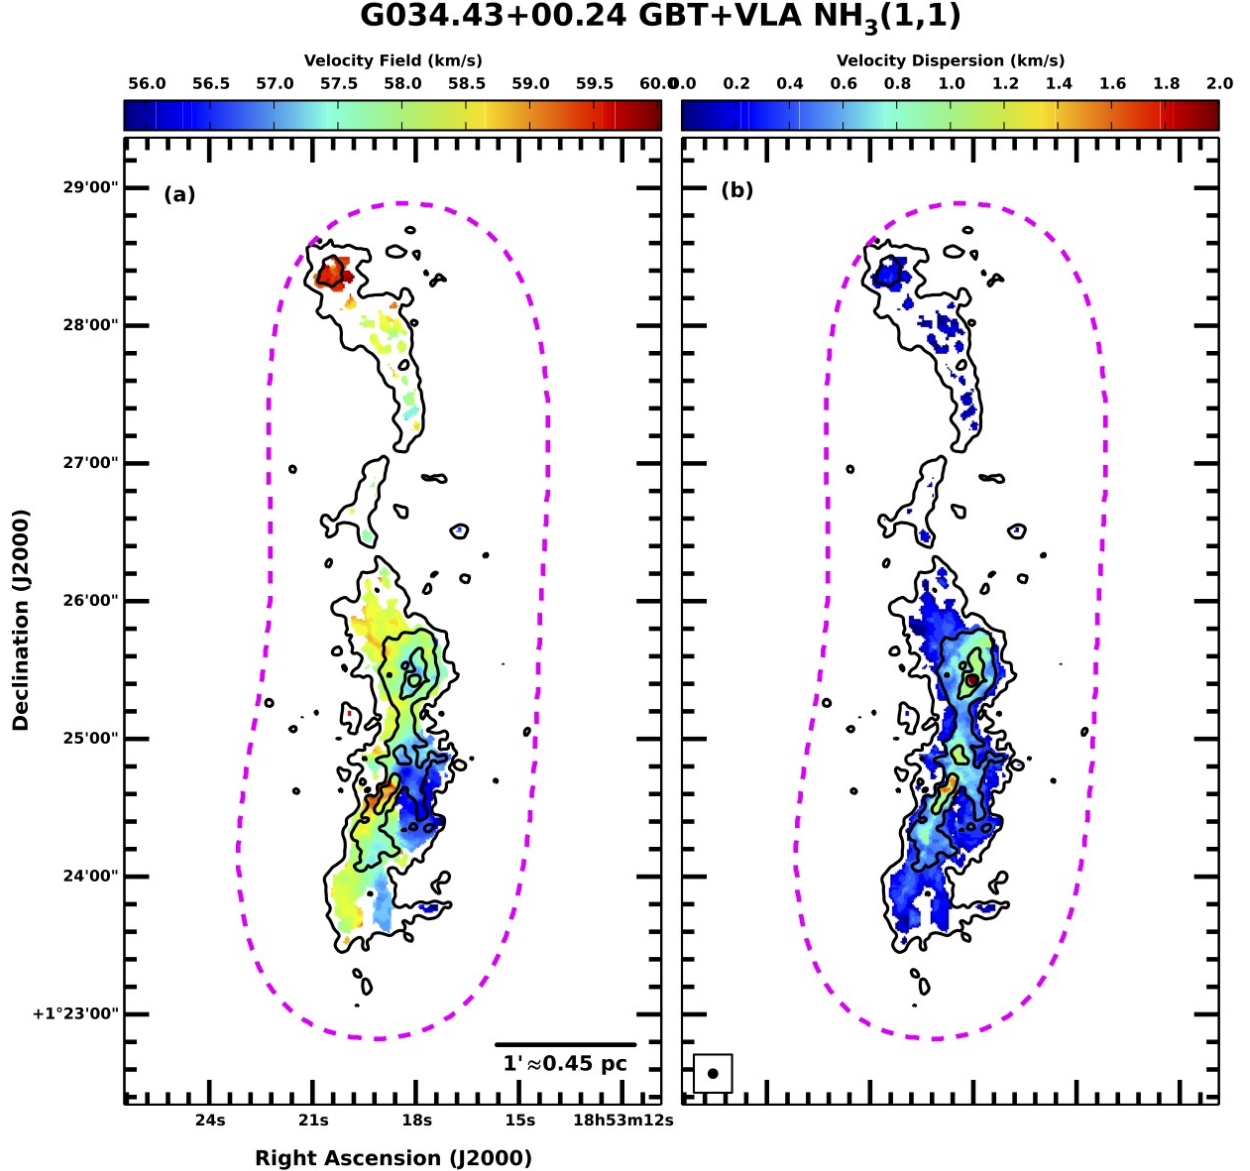 G034.43+00.24 GBT+VLA NH3(1,1)
Velocity Field (km/s)
Velocity Dispersion (km/s)
56.0 56.5 57.0 57.5 58.0 58.5 59.0 59.5 60.0
0.0 0.2 0.4 0.6 0.8 1.0 1.2 1.4 1.6 1.8 2.0
(a)
(b)
29'00"
28'00"
27'00"
26'00"
25'00"
24'00"
+1°23'00"
Declination (J2000)
1'≈0.45 pc
24s 21s 18s 15s 18h53m12s
Right Ascension (J2000)